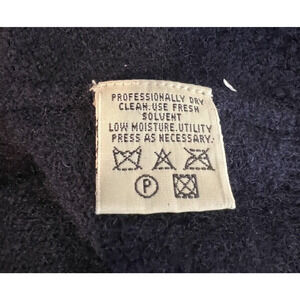 PROFESSIONALLY DRY
CLEAN.USE FRESH
SOLVENT
LOW MOISTURE.UTILITY
PRESS AS NECESSARY.
P